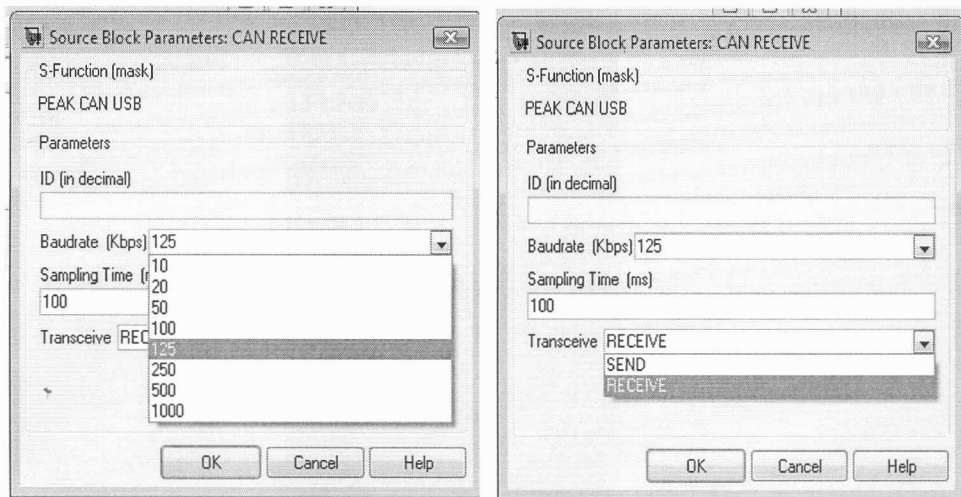 Source Block Parameters: CAN RECEIVE
S-Function (mask)
PEAK CAN USB
Parameters
ID (in decimal)
Baudrate (Kbps) 125
10
20
Sampling Time (
50
100
100
Transceive REC
125
250
500
1000
OK Cancel Help
Source Block Parameters: CAN RECEIVE
S-Function (mask)
PEAK CAN USB
Parameters
ID (in decimal)
Baudrate (Kbps) 125
Sampling Time (ms)
100
Transceive RECEIVE
SEND
RECEIVE
OK Cancel Help